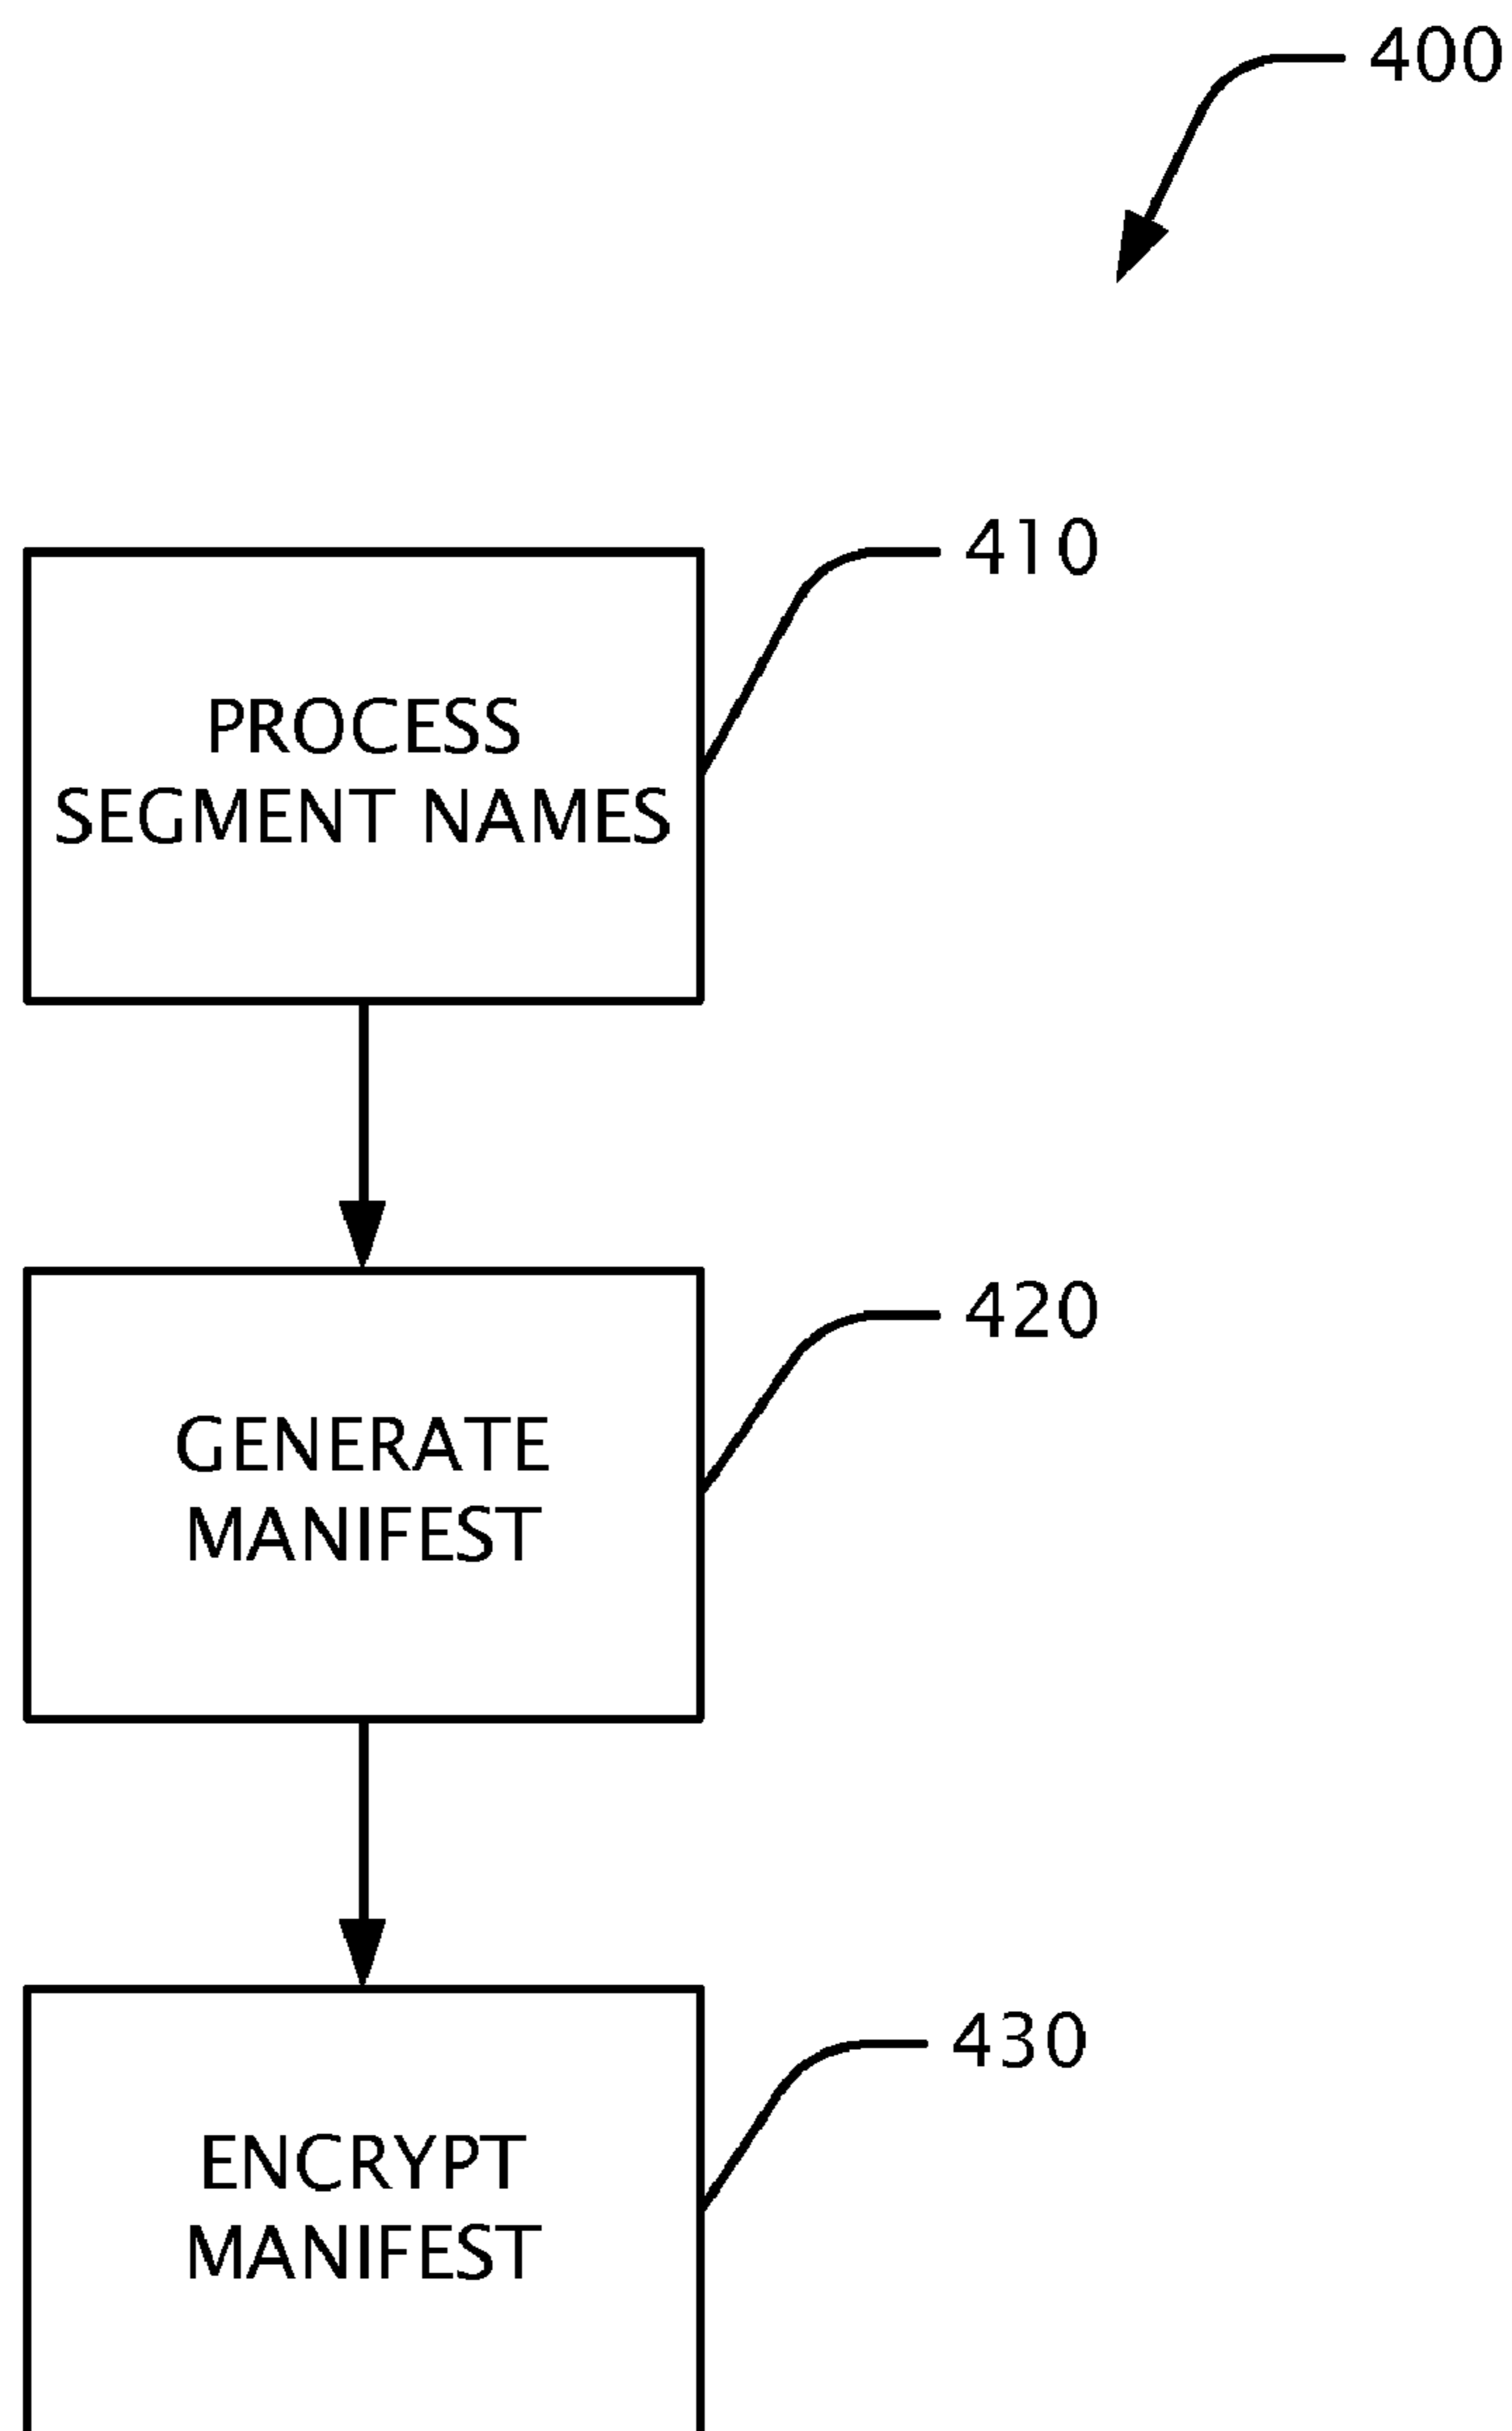 400
410
PROCESS
SEGMENT NAMES
420
GENERATE
MANIFEST
430
ENCRYPT
MANIFEST